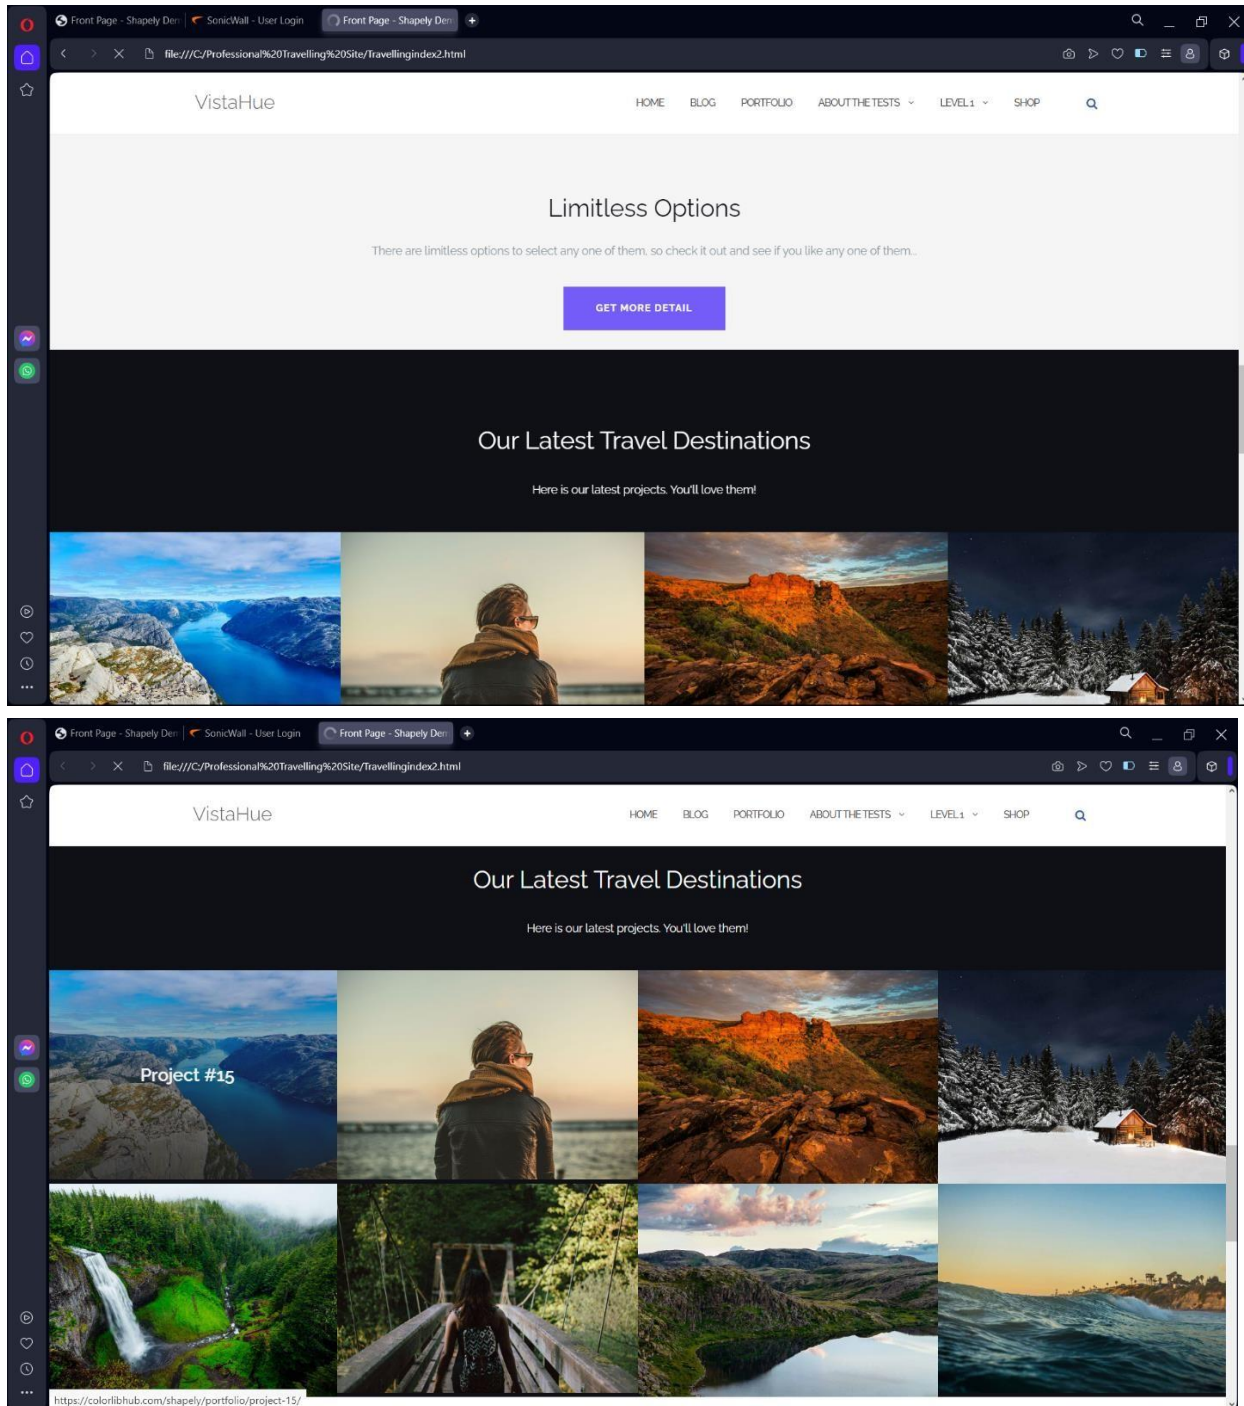 Front Page - Shapely Den SonicWall - User Login Front Page - Shapely Den
file:///C:/Professional%20Travelling%20Site/Travellingindex2.html
VistaHue HOME BLOG PORTFOLIO ABOUT THE TESTS LEVEL 1 SHOP
Limitless Options
There are limitless options to select any one of them, so check it out and see if you like any one of them..
GET MORE DETAIL
Our Latest Travel Destinations
Here is our latest projects. You'll love them!
Front Page - Shapely Den SonicWall - User Login Front Page - Shapely Den
file:///C:/Professional%20Travelling%20Site/Travellingindex2.html
VistaHue HOME BLOG PORTFOLIO ABOUT THE TESTS LEVEL 1 SHOP
Our Latest Travel Destinations
Here is our latest projects. You'll love them!
Project #15
https://colorlibhub.com/shapely/portfolio/project-15/